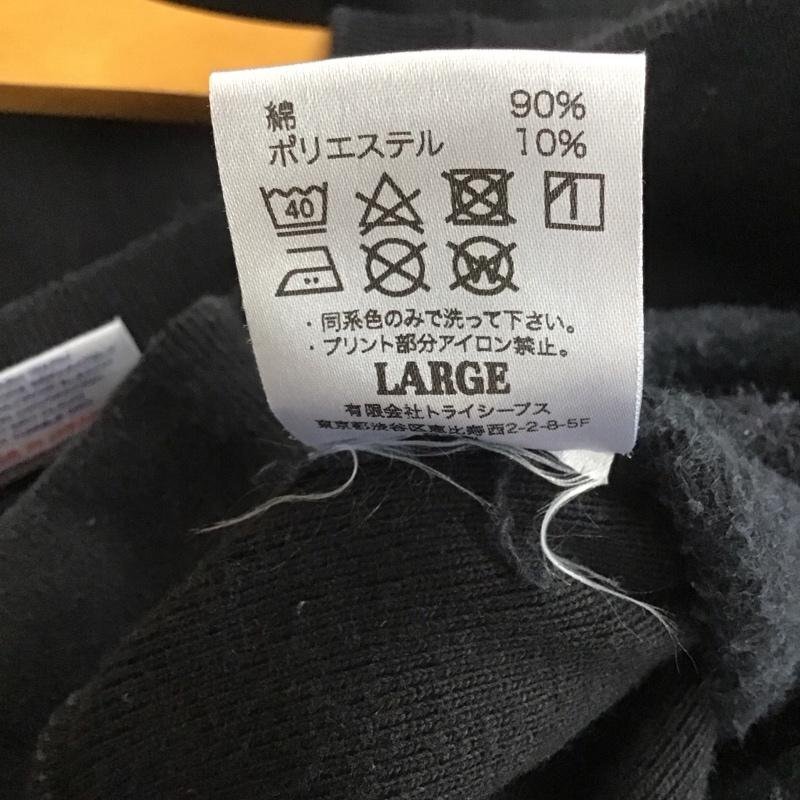 綿 90%
ポリエステル 10%
40
W
・同系色のみで洗って下さい。
・プリント部分アイロン禁止。
LARGE
有限会社トライシープス
東京都渋谷区恵比寿西2-2-8-5F